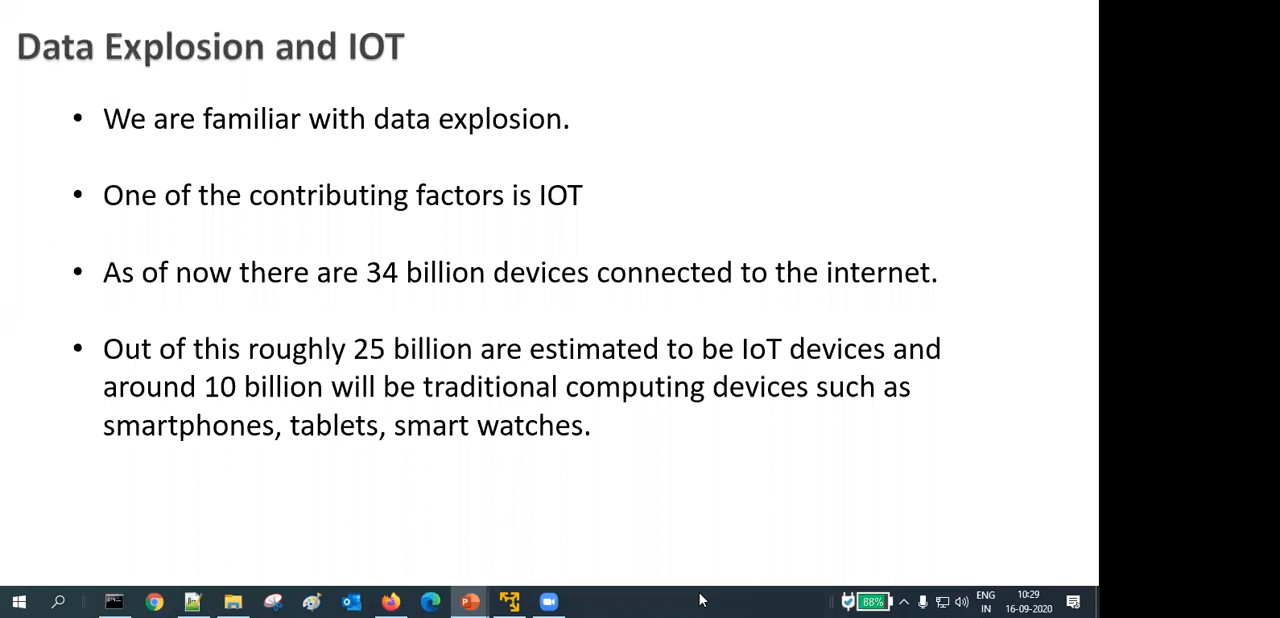 Data Explosion and IOT
• We are familiar with data explosion.
• One of the contributing factors is IOT
• As of now there are 34 billion devices connected to the internet.
• Out of this roughly 25 billion are estimated to be IoT devices and
around 10 billion will be traditional computing devices such as
smartphones, tablets, smart watches.
88%
ENG
IN
10:29
16-09-2020